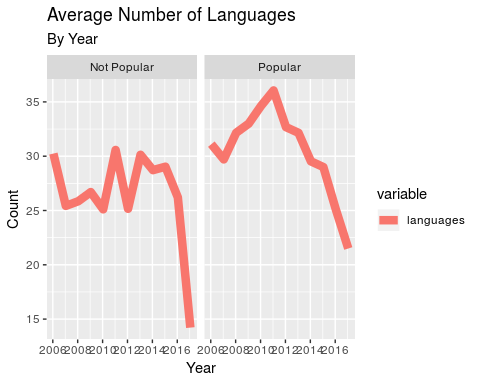 Average Number of Languages
By Year
Not Popular Popular
35
30
25
20
15
Count
2006 2008 2010 2012 2014 2016 2006 2008 2010 2012 2014 2016
Year
variable
languages